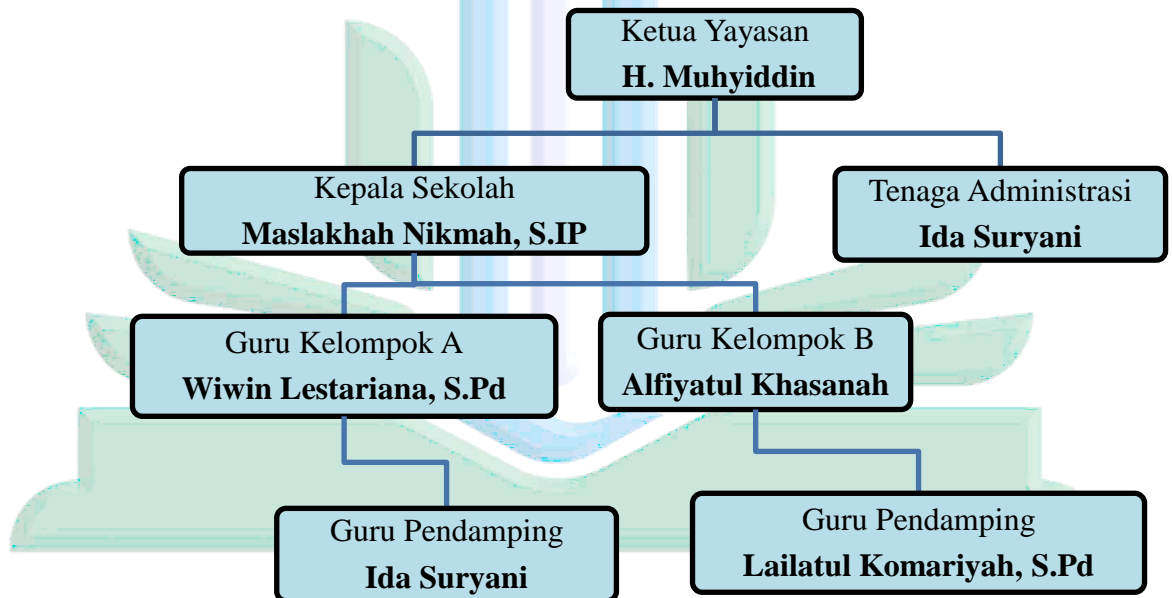 Ketua Yayasan
H. Muhyiddin
Kepala Sekolah
Maslakhah Nikmah, S.IP
Tenaga Administrasi
Ida Suryani
Guru Kelompok A
Wiwin Lestariana, S.Pd
Guru Kelompok B
Alfiyatul Khasanah
Guru Pendamping
Ida Suryani
Guru Pendamping
Lailatul Komariyah, S.Pd